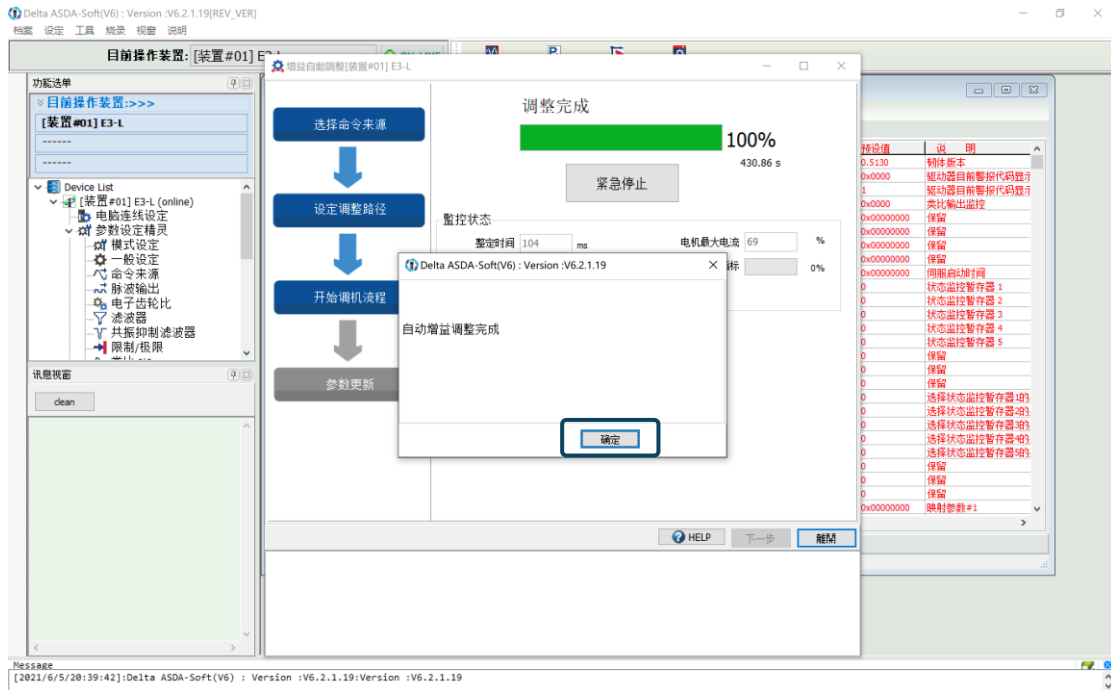 Delta ASDA-Soft(V6) : Version :V6.2.1.19[REV_VER]
档案 设定 工具 烧录 视窗 说明
目前操作装置: [装置#01] E3-L
功能选单
目前操作装置:>>>
[装置#01] E3-L
------
------
Device List
[装置#01] E3-L (online)
电脑连线设定
参数设定精灵
模式设定
一般设定
命令来源
脉波输出
电子齿轮比
滤波器
共振抑制滤波器
限制/极限
讯息视窗
clean
增益自動調整[装置#01] E3-L
选择命令来源
设定调整路径
开始调机流程
参数更新
调整完成
100%
430.86 s
紧急停止
监控状态
整定时间 104 ms
电机最大电流 69 %
0%
Delta ASDA-Soft(V6) : Version :V6.2.1.19
自动增益调整完成
确定
HELP
下一步
離開
预设值 说 明
0.5130 韧体版本
0x0000 驱动器目前警报代码显示
1 驱动器目前警报代码显示
0x0000 类比输出监控
0x00000000 保留
0x00000000 保留
0x00000000 保留
0x00000000 保留
0x00000000 伺服启动时间
0 状态监控暂存器 1
0 状态监控暂存器 2
0 状态监控暂存器 3
0 状态监控暂存器 4
0 状态监控暂存器 5
0 保留
0 保留
0 保留
0 选择状态监控暂存器1的
0 选择状态监控暂存器2的
0 选择状态监控暂存器3的
0 选择状态监控暂存器4的
0 选择状态监控暂存器5的
0 保留
0 保留
0 保留
0x00000000 映射参数#1
Message
[2021/6/5/20:39:42]:Delta ASDA-Soft(V6) : Version :V6.2.1.19:Version :V6.2.1.19